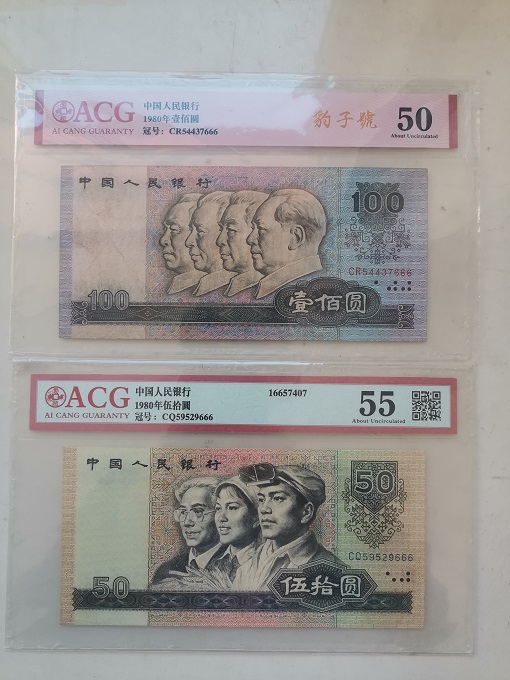 ACG
AI CANG GUARANTY
中国人民银行
1980年壹佰圓
冠号: CR54437666
豹子號
50
About Uncirculated
中国人民银行
100
CR54437666
100
壹佰圆
ACG
AI CANG GUARANTY
中国人民银行
1980年伍拾圓
冠号: CQ59529666
16657407
55
About Uncirculated
中国人民银行
50
CQ59529666
50
伍拾圆